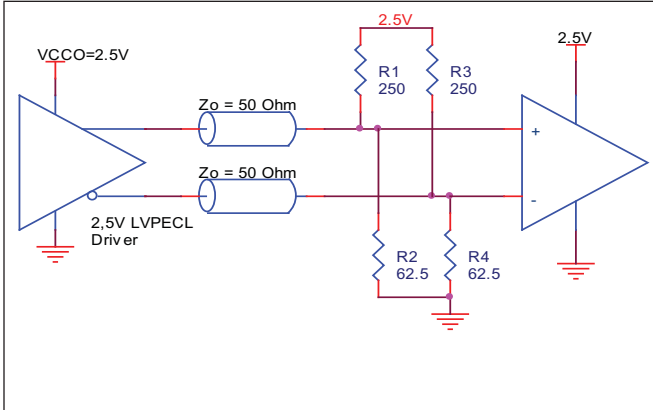 2.5V
VCCO=2.5V
2.5V
R1
250
R3
250
Zo = 50 Ohm
+
Zo = 50 Ohm
-
2,5V LVPECL
Driver
R2
62.5
R4
62.5